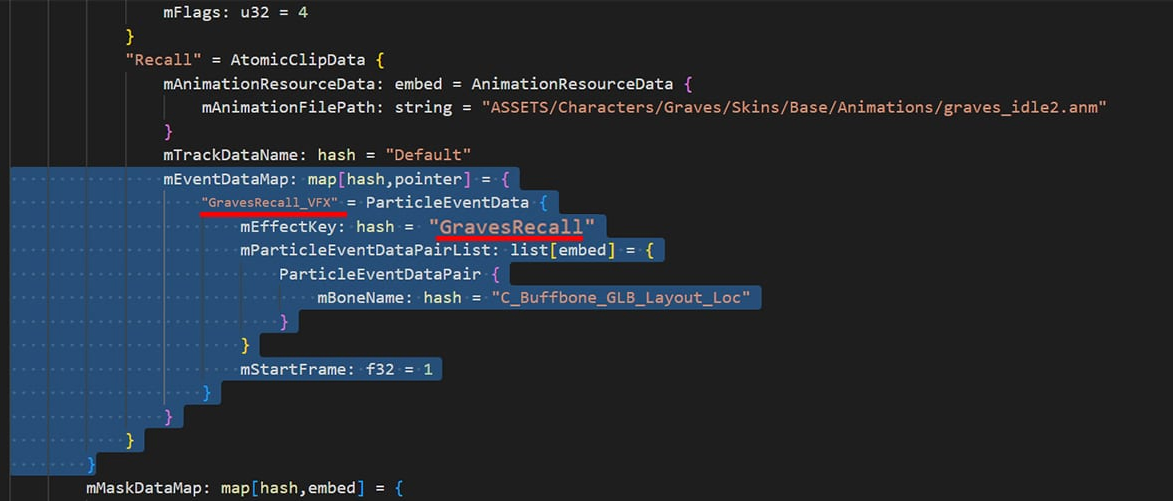 mFlags: u32 = 4
}
"Recall" = AtomicClipData {
mAnimationResourceData: embed = AnimationResourceData {
mAnimationFilePath: string = "ASSETS/Characters/Graves/Skins/Base/Animations/graves_idle2.anm"
}
mTrackDataName: hash = "Default"
mEventDataMap: map[hash,pointer] = {
"GravesRecall_VFX" = ParticleEventData {
mEffectKey: hash = "GravesRecall"
mParticleEventDataPairList: list[embed] = {
ParticleEventDataPair {
mBoneName: hash = "C_Buffbone_GLB_Layout_Loc"
}
}
mStartFrame: f32 = 1
}
}
}
}
mMaskDataMap: map[hash,embed] = {